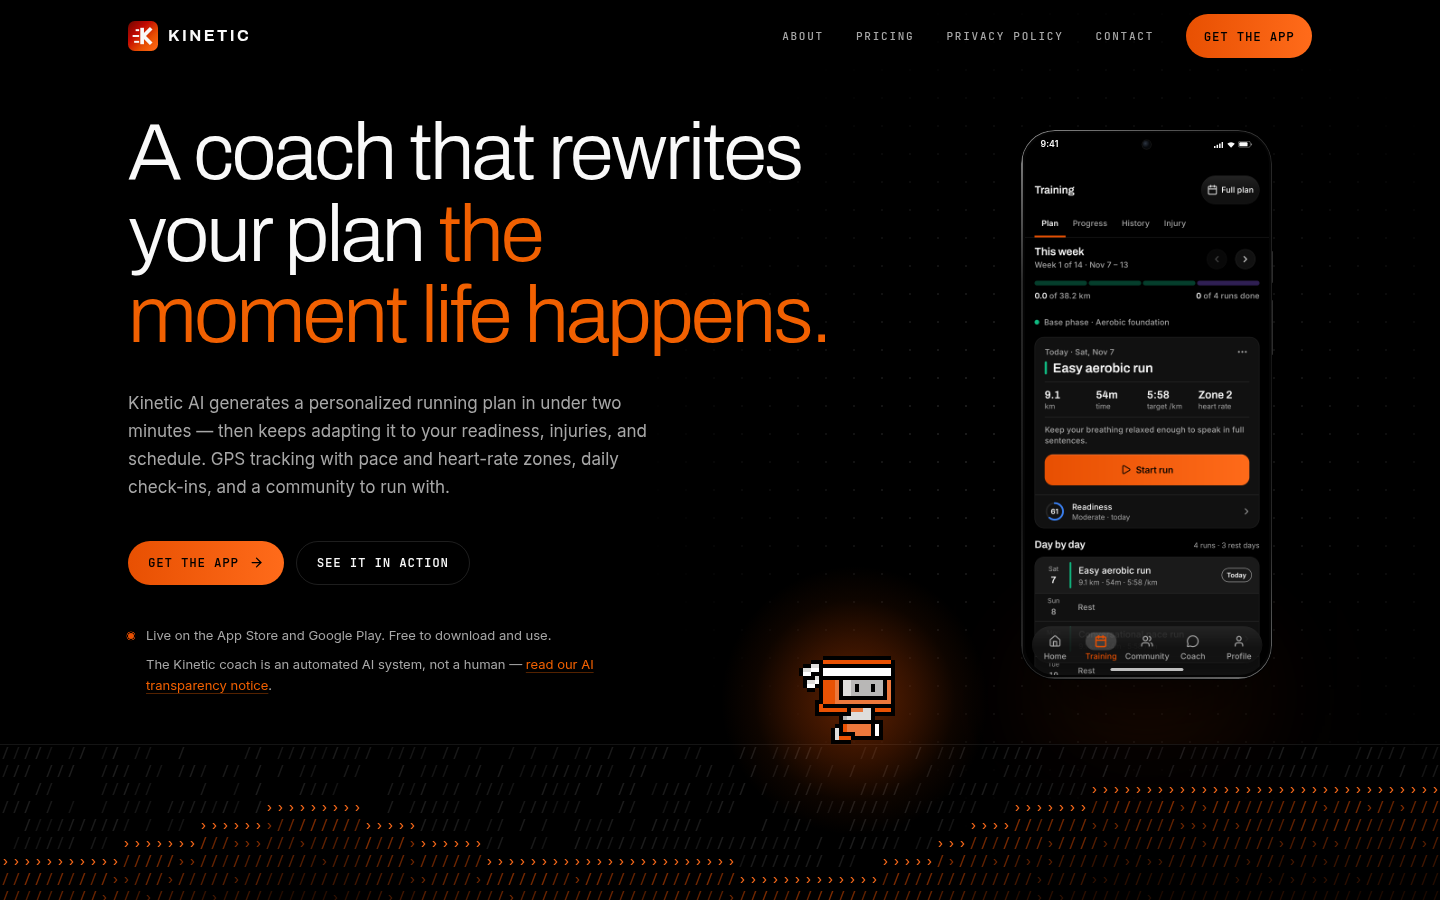 KINETIC
ABOUT PRICING PRIVACY POLICY CONTACT GET THE APP
A coach that rewrites
your plan the
moment life happens.
Kinetic AI generates a personalized running plan in under two
minutes — then keeps adapting it to your readiness, injuries, and
schedule. GPS tracking with pace and heart-rate zones, daily
check-ins, and a community to run with.
GET THE APP → SEE IT IN ACTION
Live on the App Store and Google Play. Free to download and use.
The Kinetic coach is an automated AI system, not a human — read our AI
transparency notice.
9:41
Training Full plan
Plan Progress History Injury
This week
Week 1 of 14 · Nov 7 – 13
0.0 of 38.2 km 0 of 4 runs done
Base phase · Aerobic foundation
Today · Sat, Nov 7
Easy aerobic run
9.1 54m 5:58 Zone 2
km time target /km heart rate
Keep your breathing relaxed enough to speak in full
sentences.
Start run
61 Readiness
Moderate · today
Day by day 4 runs · 3 rest days
Sat
7
Easy aerobic run
9.1 km · 54m · 5:58 /km
Today
Sun
8
Rest
Home Training Community Coach Profile
Rest